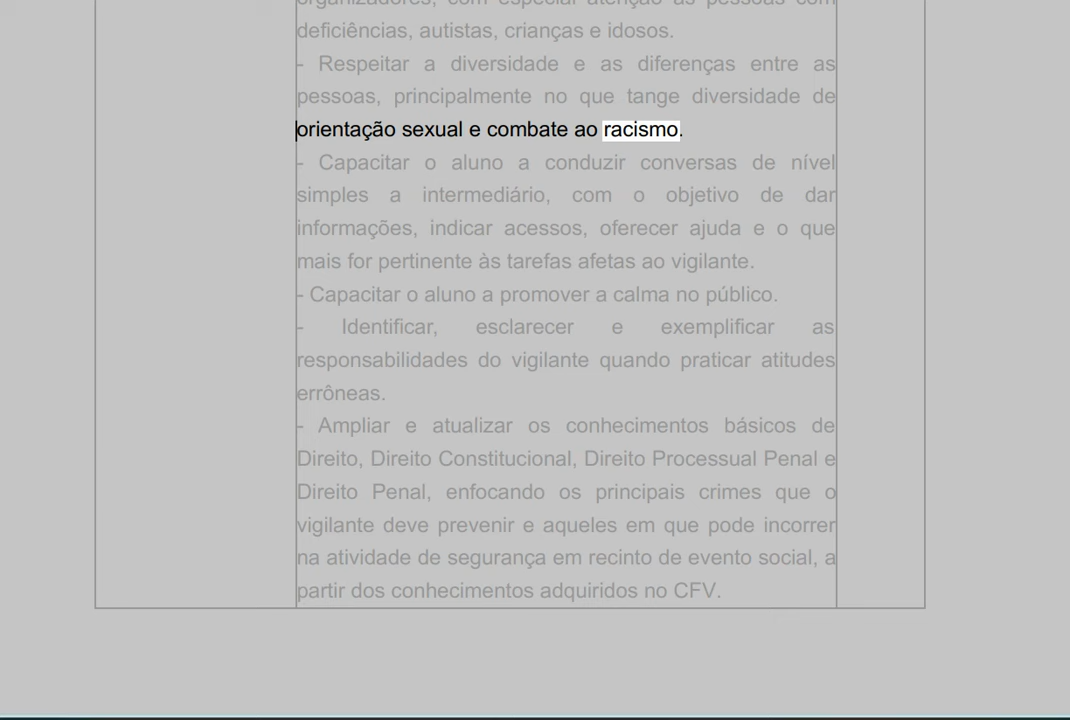 organizadores, com especial atenção às pessoas com
deficiências, autistas, crianças e idosos.
- Respeitar a diversidade e as diferenças entre as
pessoas, principalmente no que tange diversidade de
orientação sexual e combate ao racismo.
- Capacitar o aluno a conduzir conversas de nível
simples a intermediário, com o objetivo de dar
informações, indicar acessos, oferecer ajuda e o que
mais for pertinente às tarefas afetas ao vigilante.
- Capacitar o aluno a promover a calma no público.
- Identificar, esclarecer e exemplificar as
responsabilidades do vigilante quando praticar atitudes
errôneas.
- Ampliar e atualizar os conhecimentos básicos de
Direito, Direito Constitucional, Direito Processual Penal e
Direito Penal, enfocando os principais crimes que o
vigilante deve prevenir e aqueles em que pode incorrer
na atividade de segurança em recinto de evento social, a
partir dos conhecimentos adquiridos no CFV.